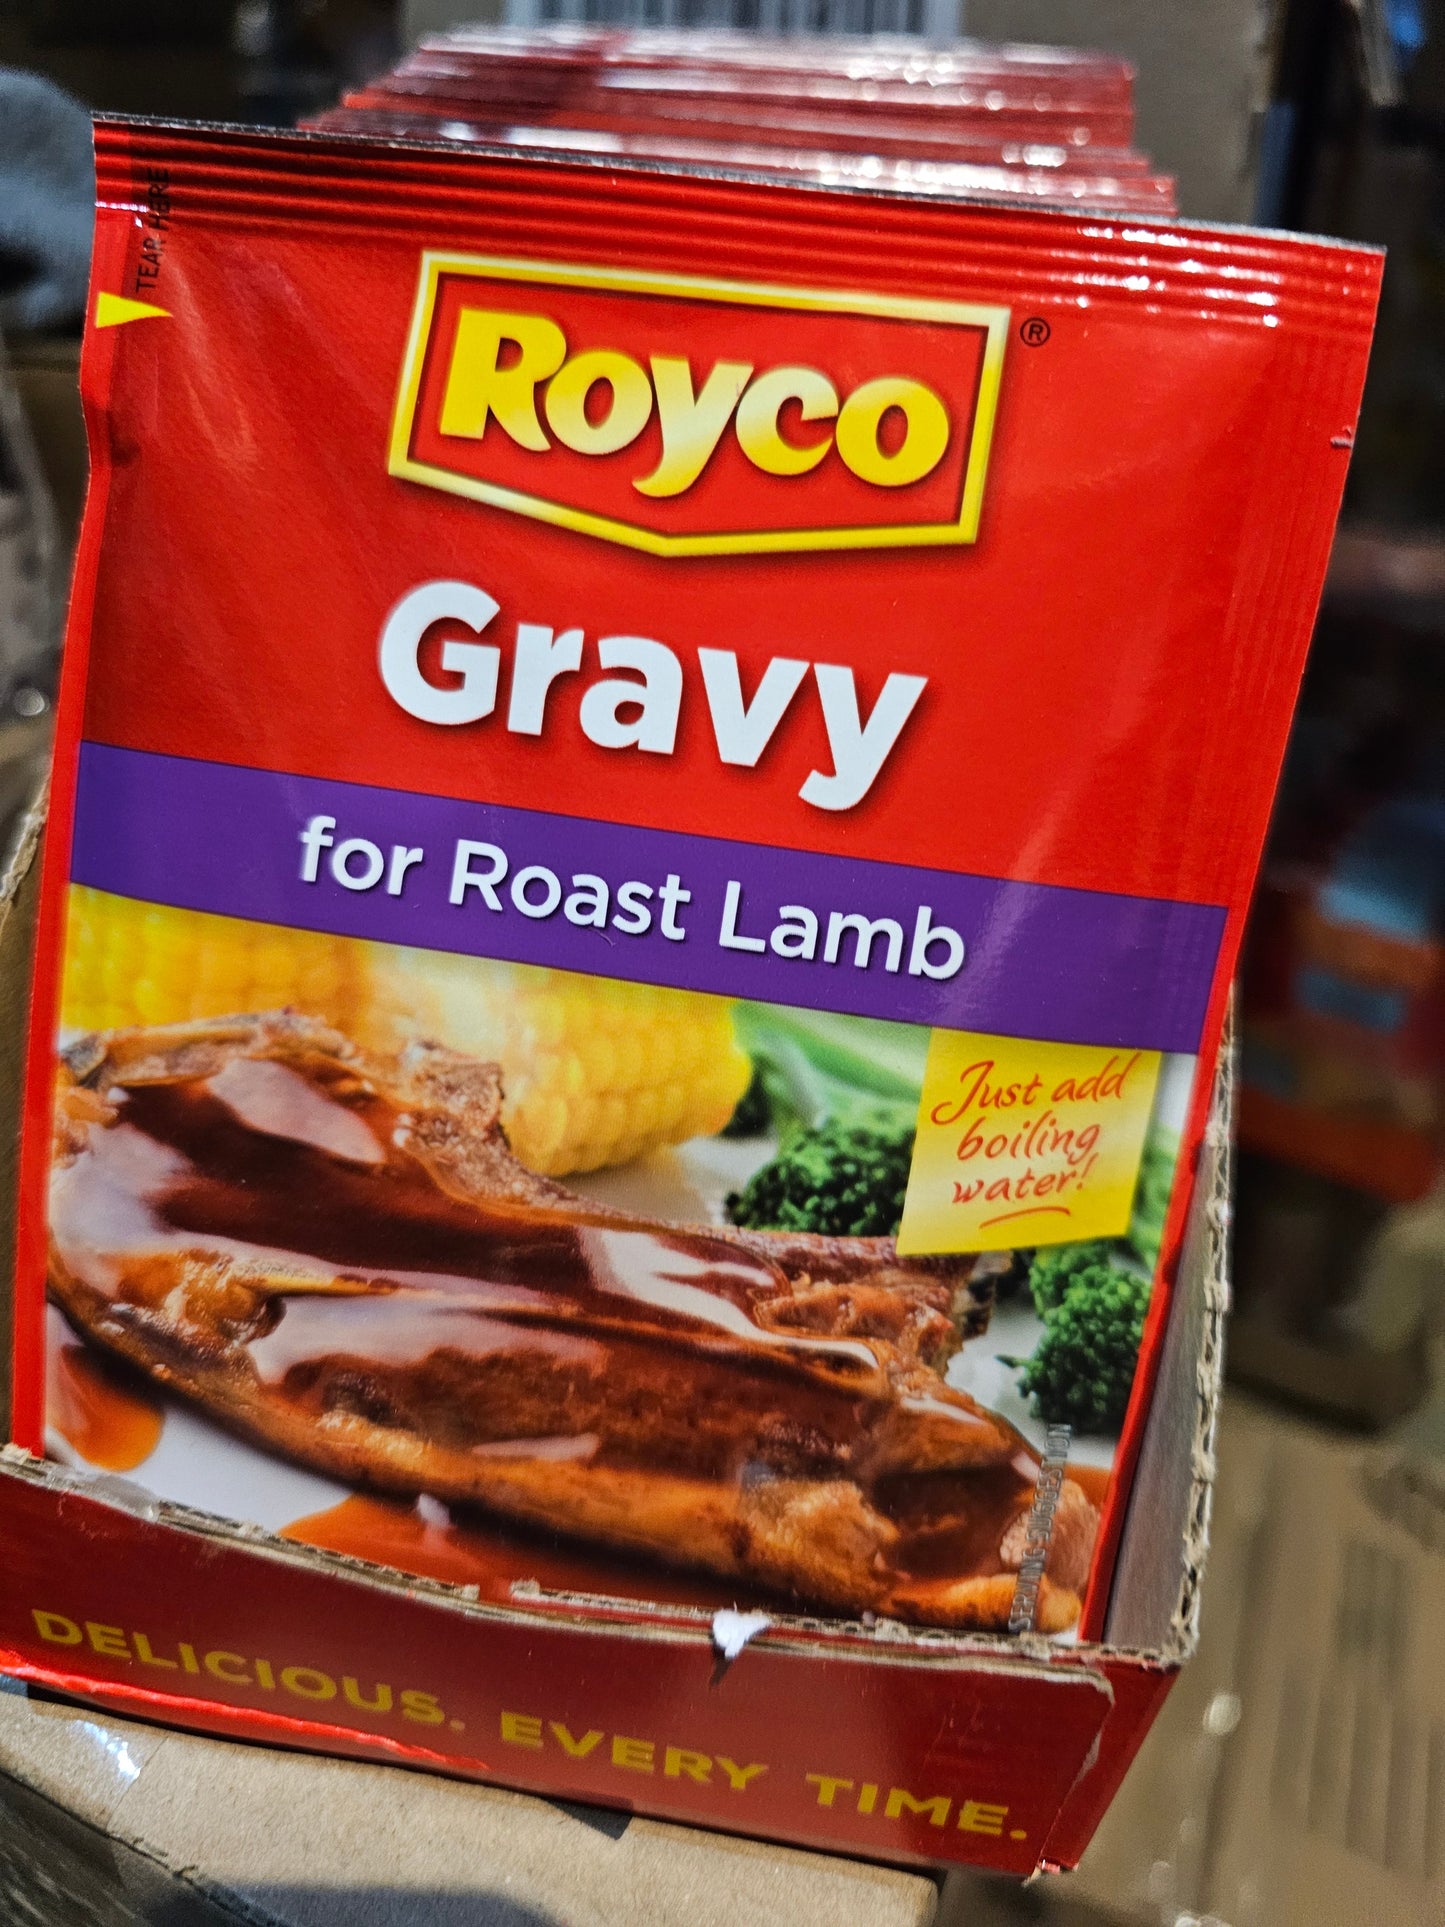 TEAR HERE
Royco®
Gravy
for Roast Lamb
Just add
boiling
water!
SERVING SUGGESTION
DELICIOUS. EVERY TIME.